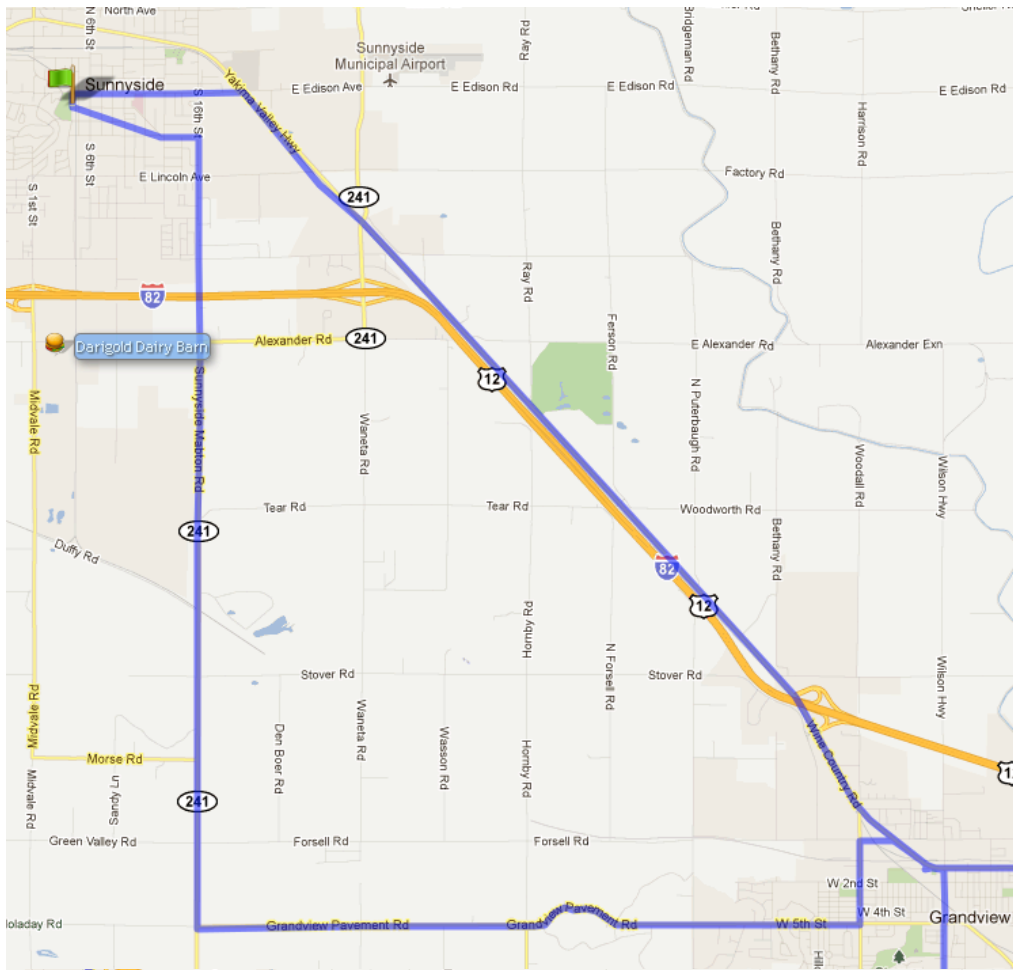 North Ave
N 6th St
Sunnyside
Municipal Airport
Ray Rd
Bridgeman Rd
Bethany Rd
Sunnyside
S 16th St
Yakima Valley Hwy
E Edison Ave
E Edison Rd
E Edison Rd
E Edison Rd
Harrison Rd
S 6th St
E Lincoln Ave
Factory Rd
S 1st St
241
Bethany Rd
Ray Rd
82
Ferson Rd
Darigold Dairy Barn
Alexander Rd
241
E Alexander Rd
Alexander Exn
12
Midvale Rd
Sunnyside Mabton Rd
Waneta Rd
N Puterbaugh Rd
Woodall Rd
Wilson Hwy
Tear Rd
Tear Rd
Woodworth Rd
241
Duffy Rd
Bethany Rd
82
12
Hornby Rd
Stover Rd
N Forsell Rd
Stover Rd
Wilson Hwy
Midvale Rd
Den Boer Rd
Waneta Rd
Wasson Rd
Hornby Rd
Wine Country Rd
Morse Rd
Midvale Rd
Sandy Ln
241
Green Valley Rd
Forsell Rd
Forsell Rd
W 2nd St
W 4th St
Grandview
Holaday Rd
Grandview Pavement Rd
Grandview Pavement Rd
W 5th St